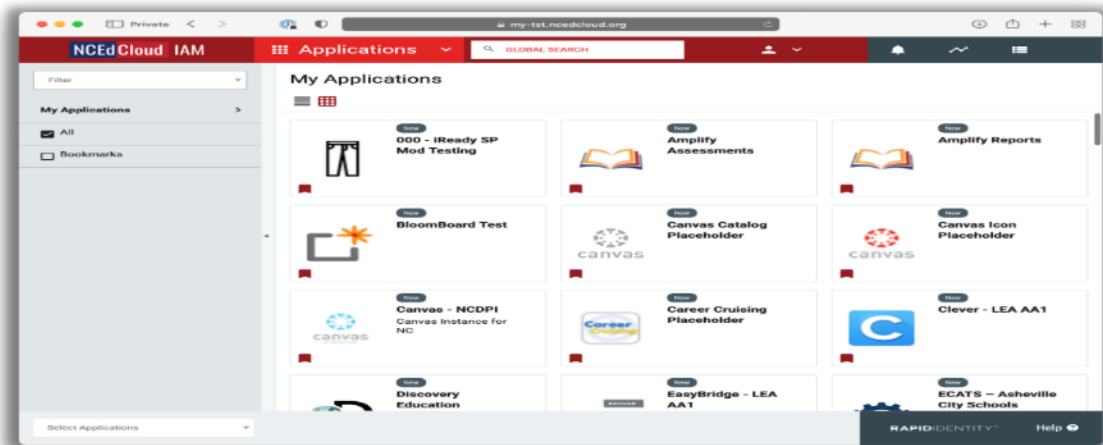 Private
my-tst.ncedcloud.org
NCEdCloud IAM
Applications
GLOBAL SEARCH
Filter
My Applications
All
Bookmarks
My Applications
New
000 - iReady SP
Mod Testing
New
Amplify
Assessments
New
Amplify Reports
New
BloomBoard Test
New
Canvas Catalog
Placeholder
canvas
New
Canvas Icon
Placeholder
canvas
New
Canvas - NCDPI
Canvas Instance for
NC
canvas
New
Career Cruising
Placeholder
Career
Cruising
New
Clever - LEA AA1
New
Discovery
Education
New
EasyBridge - LEA
AA1
New
ECATS – Asheville
City Schools
Select Applications
RAPIDIDENTITY™
Help